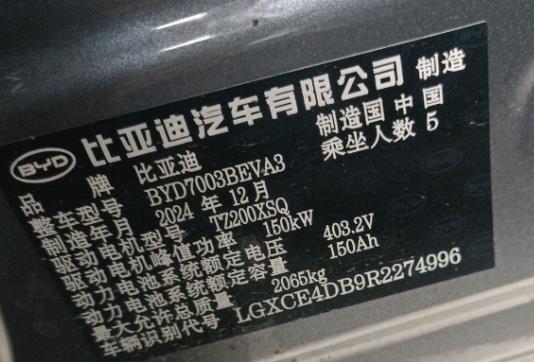 BYD 比亚迪汽车有限公司 制造
制造国 中国
品牌 比亚迪 乘坐人数 5
整车型号 BYD7003BEVA3
制造年月 2024 年 12 月
驱动电机型号 TZ200XSQ
驱动电机峰值功率 150kW
动力电池系统额定电压 403.2V
动力电池系统额定容量 150Ah
最大允许总质量 2065kg
车辆识别代号 LGXCE4DB9R2274996